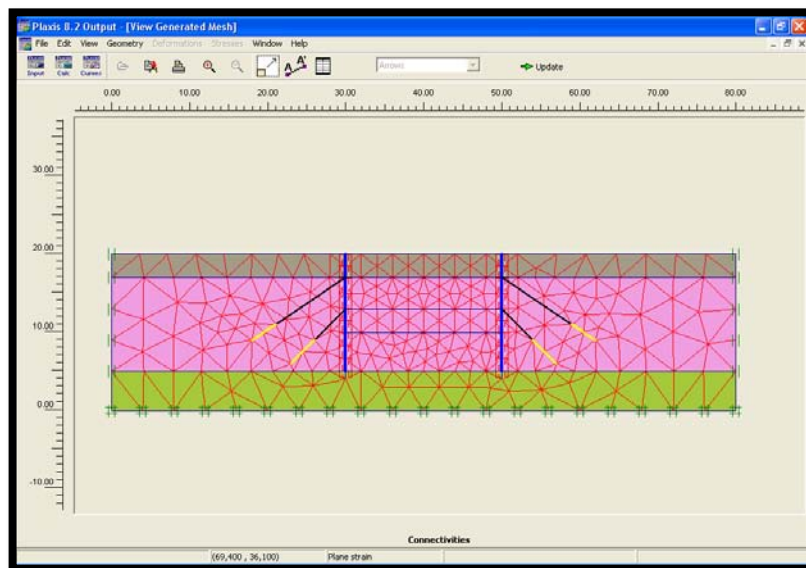 Plaxis 8.2 Output - [View Generated Mesh]
File Edit View Geometry Deformations Stresses Window Help
Input Calc Curves Arrows Update
0.00 10.00 20.00 30.00 40.00 50.00 60.00 70.00 80.00
30.00
20.00
10.00
0.00
-10.00
Connectivities
(69,400 , 36,100) Plane strain